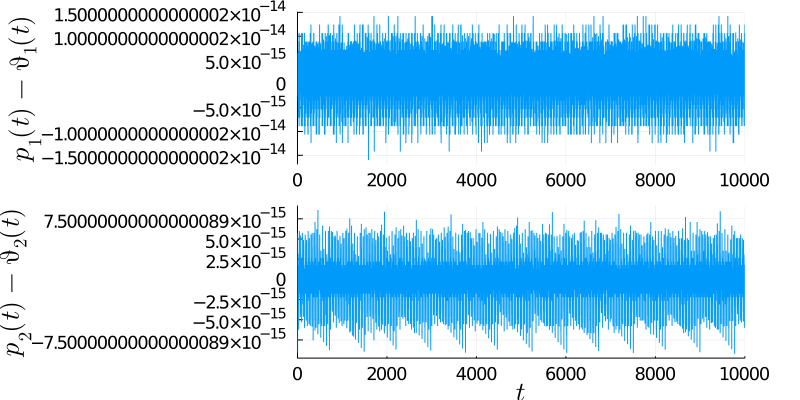 1.5000000000000002×10⁻¹⁴
1.0000000000000002×10⁻¹⁴
5.0×10⁻¹⁵
0
−5.0×10⁻¹⁵
−1.0000000000000002×10⁻¹⁴
−1.5000000000000002×10⁻¹⁴
p₁(t) − ϑ₁(t)
0 2000 4000 6000 8000 10000
7.500000000000000089×10⁻¹⁵
5.0×10⁻¹⁵
2.5×10⁻¹⁵
0
−2.5×10⁻¹⁵
−5.0×10⁻¹⁵
−7.500000000000000089×10⁻¹⁵
p₂(t) − ϑ₂(t)
0 2000 4000 6000 8000 10000
t